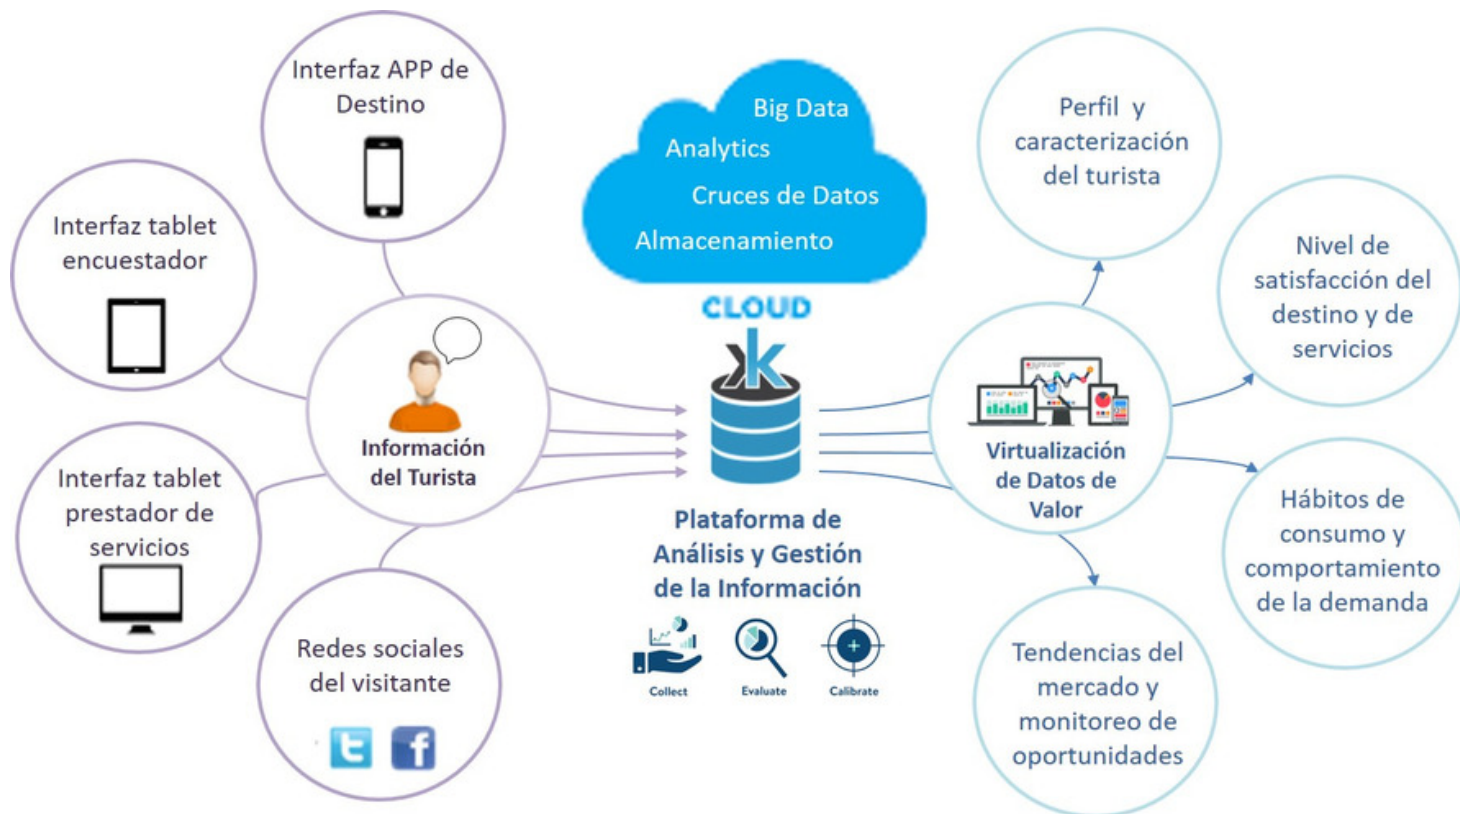 Interfaz APP de
Destino
Interfaz tablet
encuestador
Interfaz tablet
prestador de
servicios
Redes sociales
del visitante
Información
del Turista
Big Data
Analytics
Cruces de Datos
Almacenamiento
CLOUD
Plataforma de
Análisis y Gestión
de la Información
Collect
Evaluate
Calibrate
Virtualización
de Datos de
Valor
Perfil y
caracterización
del turista
Nivel de
satisfacción del
destino y de
servicios
Hábitos de
consumo y
comportamiento
de la demanda
Tendencias del
mercado y
monitoreo de
oportunidades